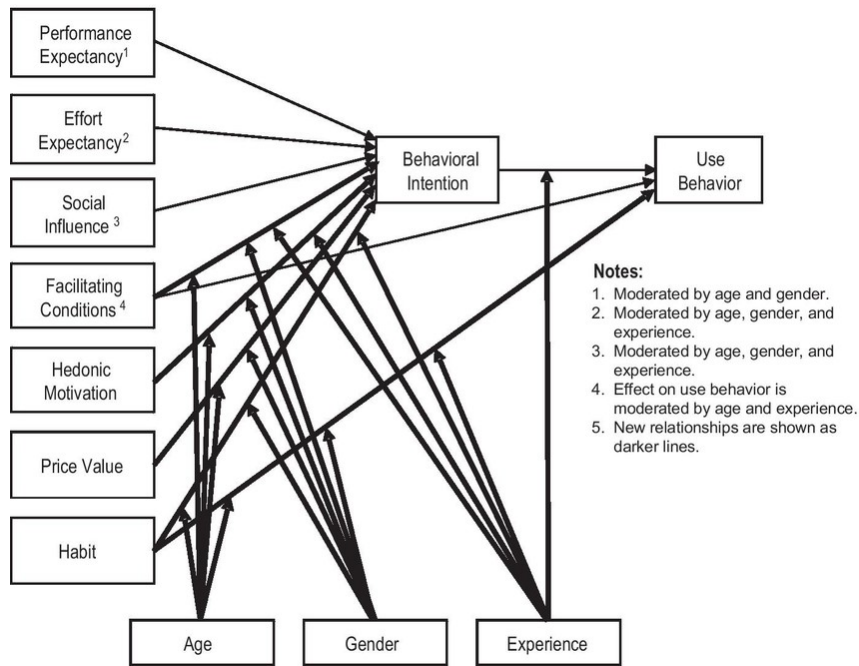 Performance
Expectancy¹
Effort
Expectancy²
Social
Influence ³
Facilitating
Conditions ⁴
Hedonic
Motivation
Price Value
Habit
Behavioral
Intention
Use
Behavior
Notes:
1. Moderated by age and gender.
2. Moderated by age, gender, and
experience.
3. Moderated by age, gender, and
experience.
4. Effect on use behavior is
moderated by age and experience.
5. New relationships are shown as
darker lines.
Age
Gender
Experience